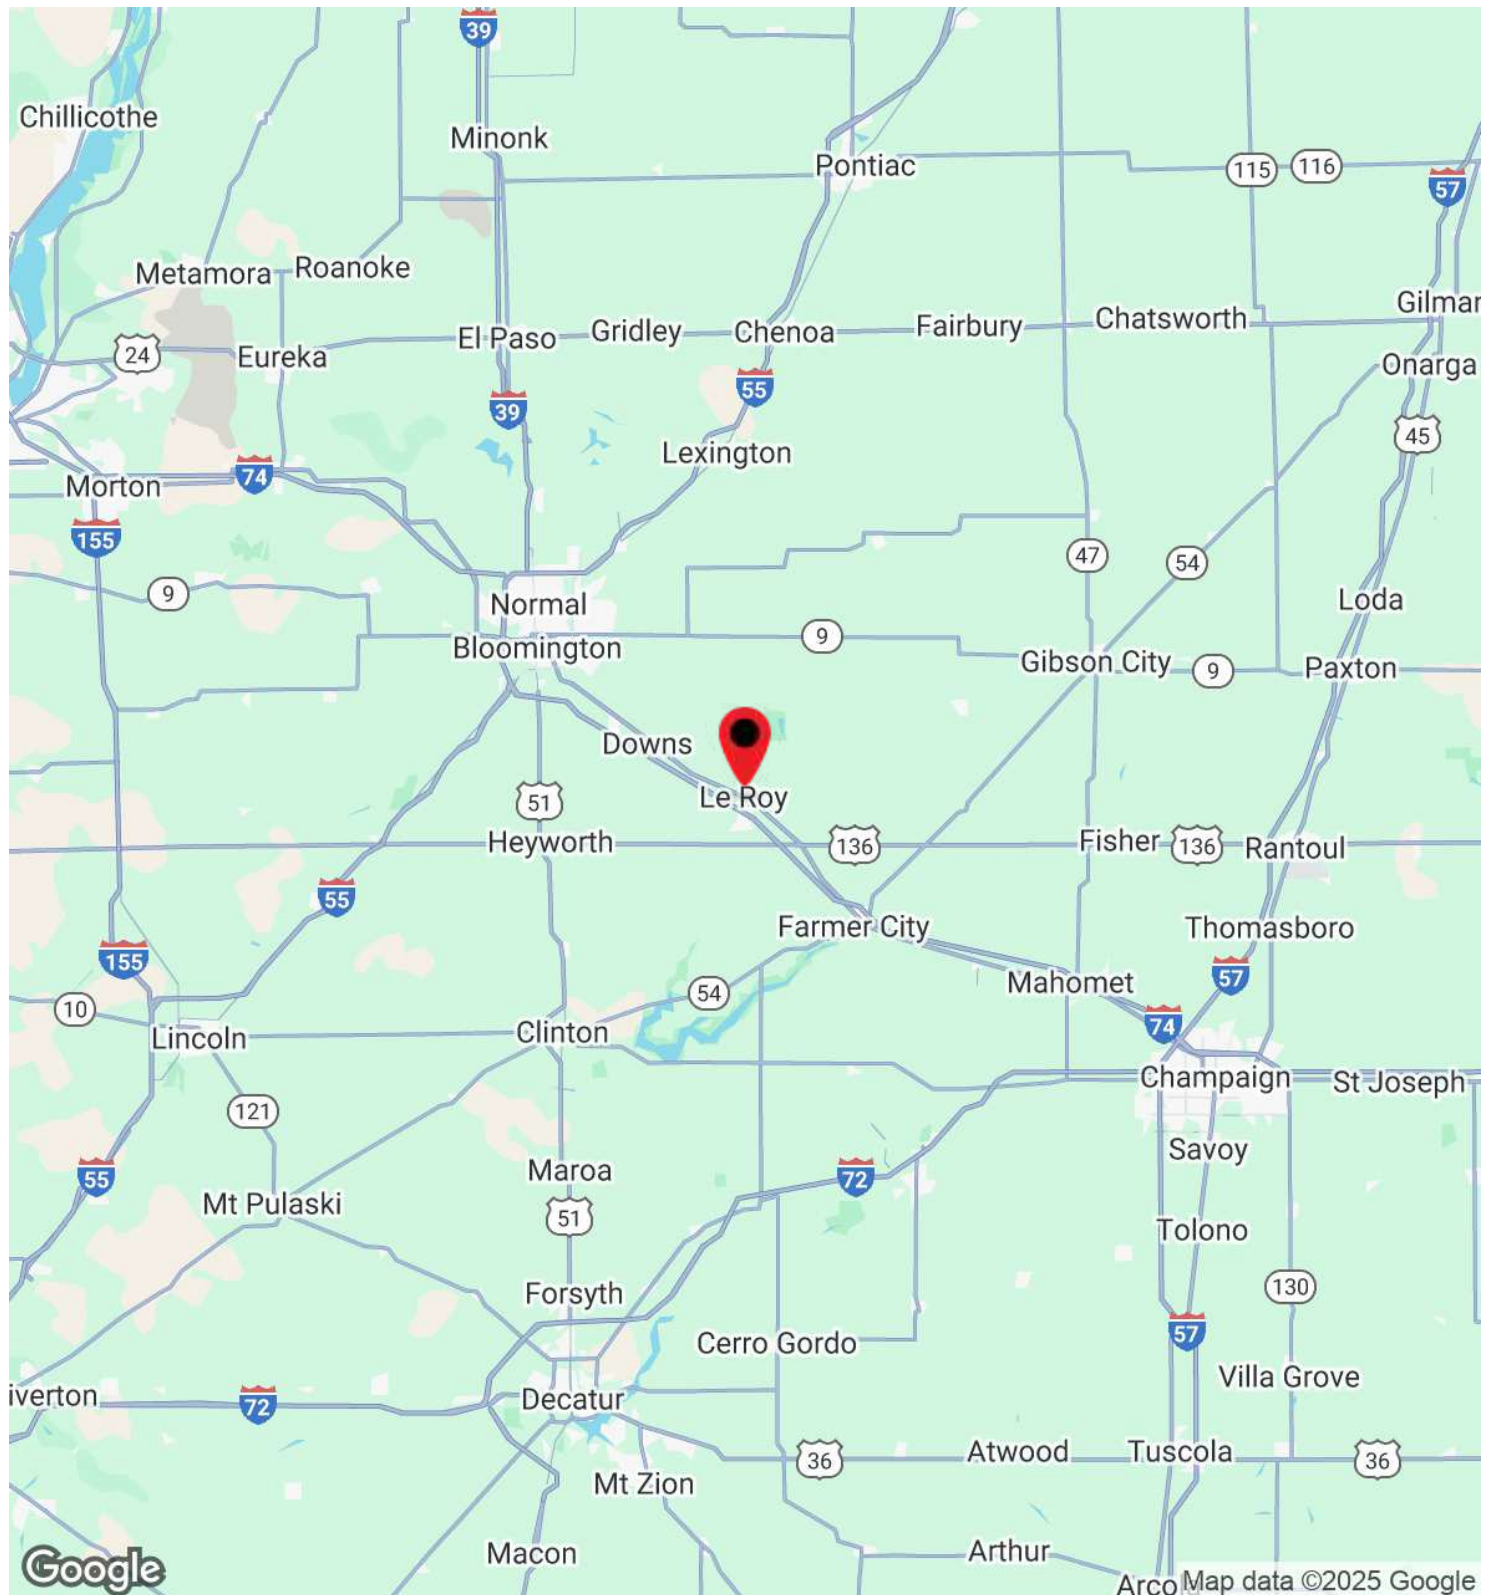 39
Chillicothe
Minonk
Pontiac
115
116
57
Metamora
Roanoke
Gilmar
El Paso
Gridley
Chenoa
Fairbury
Chatsworth
24
Eureka
Onarga
55
39
45
Lexington
74
Morton
155
47
54
9
Loda
Normal
9
Bloomington
Gibson City
9
Paxton
Downs
51
Le Roy
Heyworth
136
Fisher
136
Rantoul
55
Farmer City
Thomasboro
155
57
54
Mahomet
10
74
Lincoln
Clinton
Champaign
St Joseph
121
Savoy
55
Maroa
72
Mt Pulaski
51
Tolono
Forsyth
130
57
Cerro Gordo
Villa Grove
iverton
72
Decatur
36
Atwood
Tuscola
36
Mt Zion
Macon
Arthur
Google
Arcol
Map data ©2025 Google